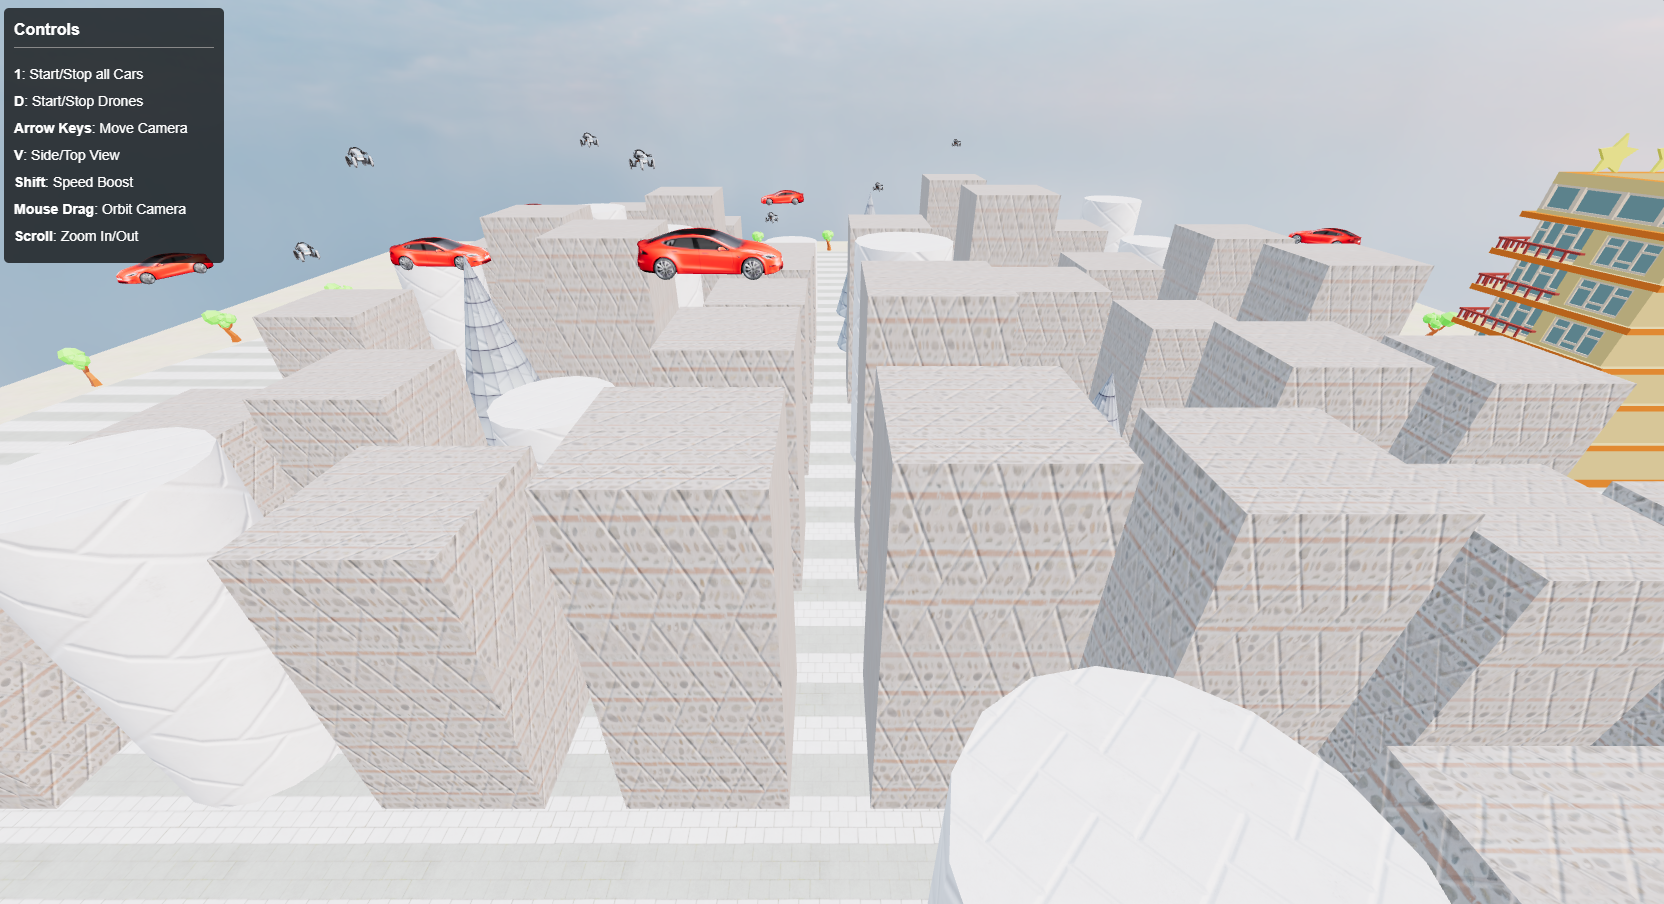 Controls
1: Start/Stop all Cars
D: Start/Stop Drones
Arrow Keys: Move Camera
V: Side/Top View
Shift: Speed Boost
Mouse Drag: Orbit Camera
Scroll: Zoom In/Out